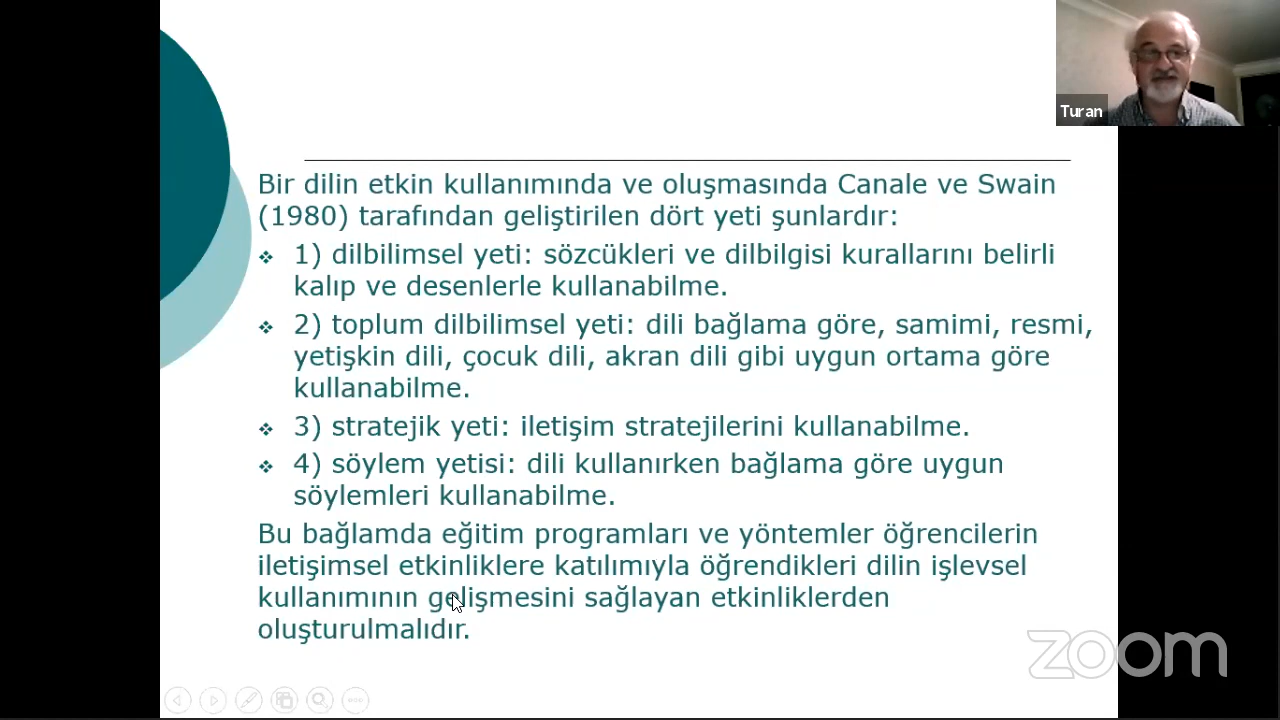 Turan
Bir dilin etkin kullanımında ve oluşmasında Canale ve Swain
(1980) tarafından geliştirilen dört yeti şunlardır:
1) dilbilimsel yeti: sözcükleri ve dilbilgisi kurallarını belirli
kalıp ve desenlerle kullanabilme.
2) toplum dilbilimsel yeti: dili bağlama göre, samimi, resmi,
yetişkin dili, çocuk dili, akran dili gibi uygun ortama göre
kullanabilme.
3) stratejik yeti: iletişim stratejilerini kullanabilme.
4) söylem yetisi: dili kullanırken bağlama göre uygun
söylemleri kullanabilme.
Bu bağlamda eğitim programları ve yöntemler öğrencilerin
iletişimsel etkinliklere katılımıyla öğrendikleri dilin işlevsel
kullanımının gelişmesini sağlayan etkinliklerden
oluşturulmalıdır.
zoom